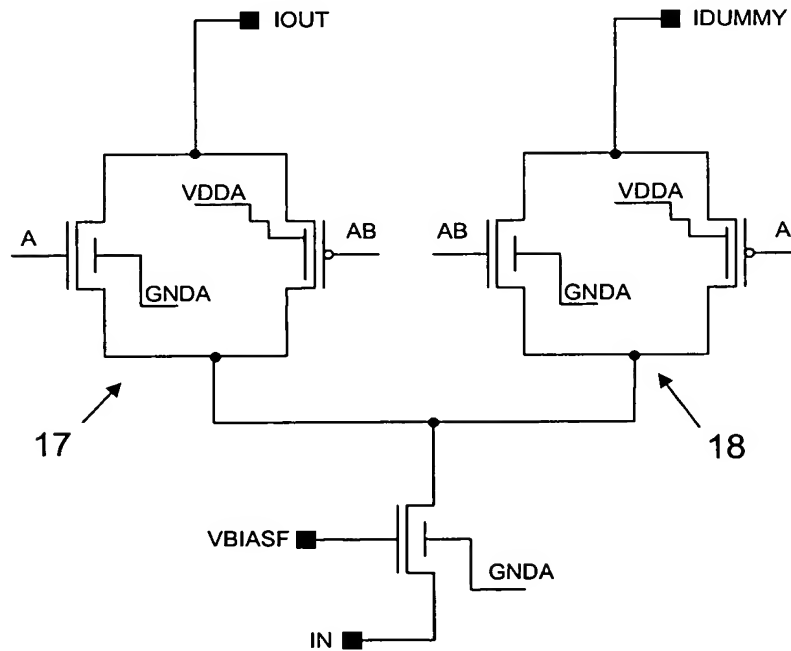 IOUT
IDUMMY
VDDA
VDDA
A
AB
AB
A
GNDA
GNDA
17
18
VBIASF
GNDA
IN